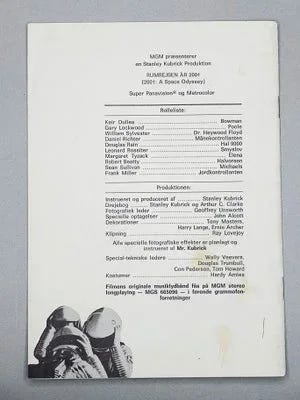 MGM præsenterer
en Stanley Kubrick Produktion
RUMREJSEN ÅR 2001
(2001: A Space Odyssey)
Super Panavision® og Metrocolor
Rolleliste:
Keir Dullea Bowman
Gary Lockwood Poole
William Sylvester Dr. Heywood Floyd
Daniel Richter Månekontrollanten
Douglas Rain Hal 9000
Leonard Rossiter Smyslov
Margaret Tyzack Elena
Robert Beatty Halvorsen
Sean Sullivan Michaels
Frank Miller Jordkontrollanten
Produktionen:
Instrueret og produceret af Stanley Kubrick
Drejebog Stanley Kubrick og Arthur C. Clarke
Fotografisk leder Geoffrey Unsworth
Specielle optagelser John Alcott
Dekorationer Tony Masters,
Harry Lange, Ernie Archer
Klipning Ray Lovejoy
Alle specielle fotografiske effekter er planlagt og
instrueret af Mr. Kubrick
Special-tekniske ledere Wally Veevers,
Douglas Trumbull,
Con Pederson, Tom Howard
Kostumer Hardy Amies
Filmens originale musiklydbånd fås på MGM stereo
longplaying — MGS 665096 — i førende grammofon-
forretninger